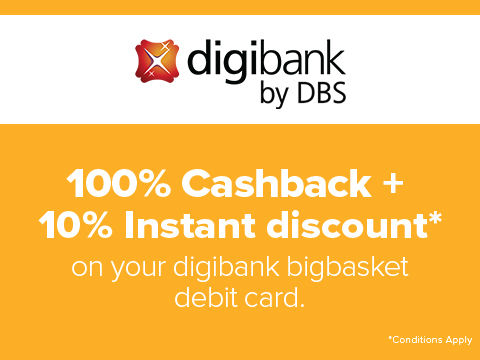 digibank
by DBS
100% Cashback +
10% Instant discount*
on your digibank bigbasket
debit card.
*Conditions Apply